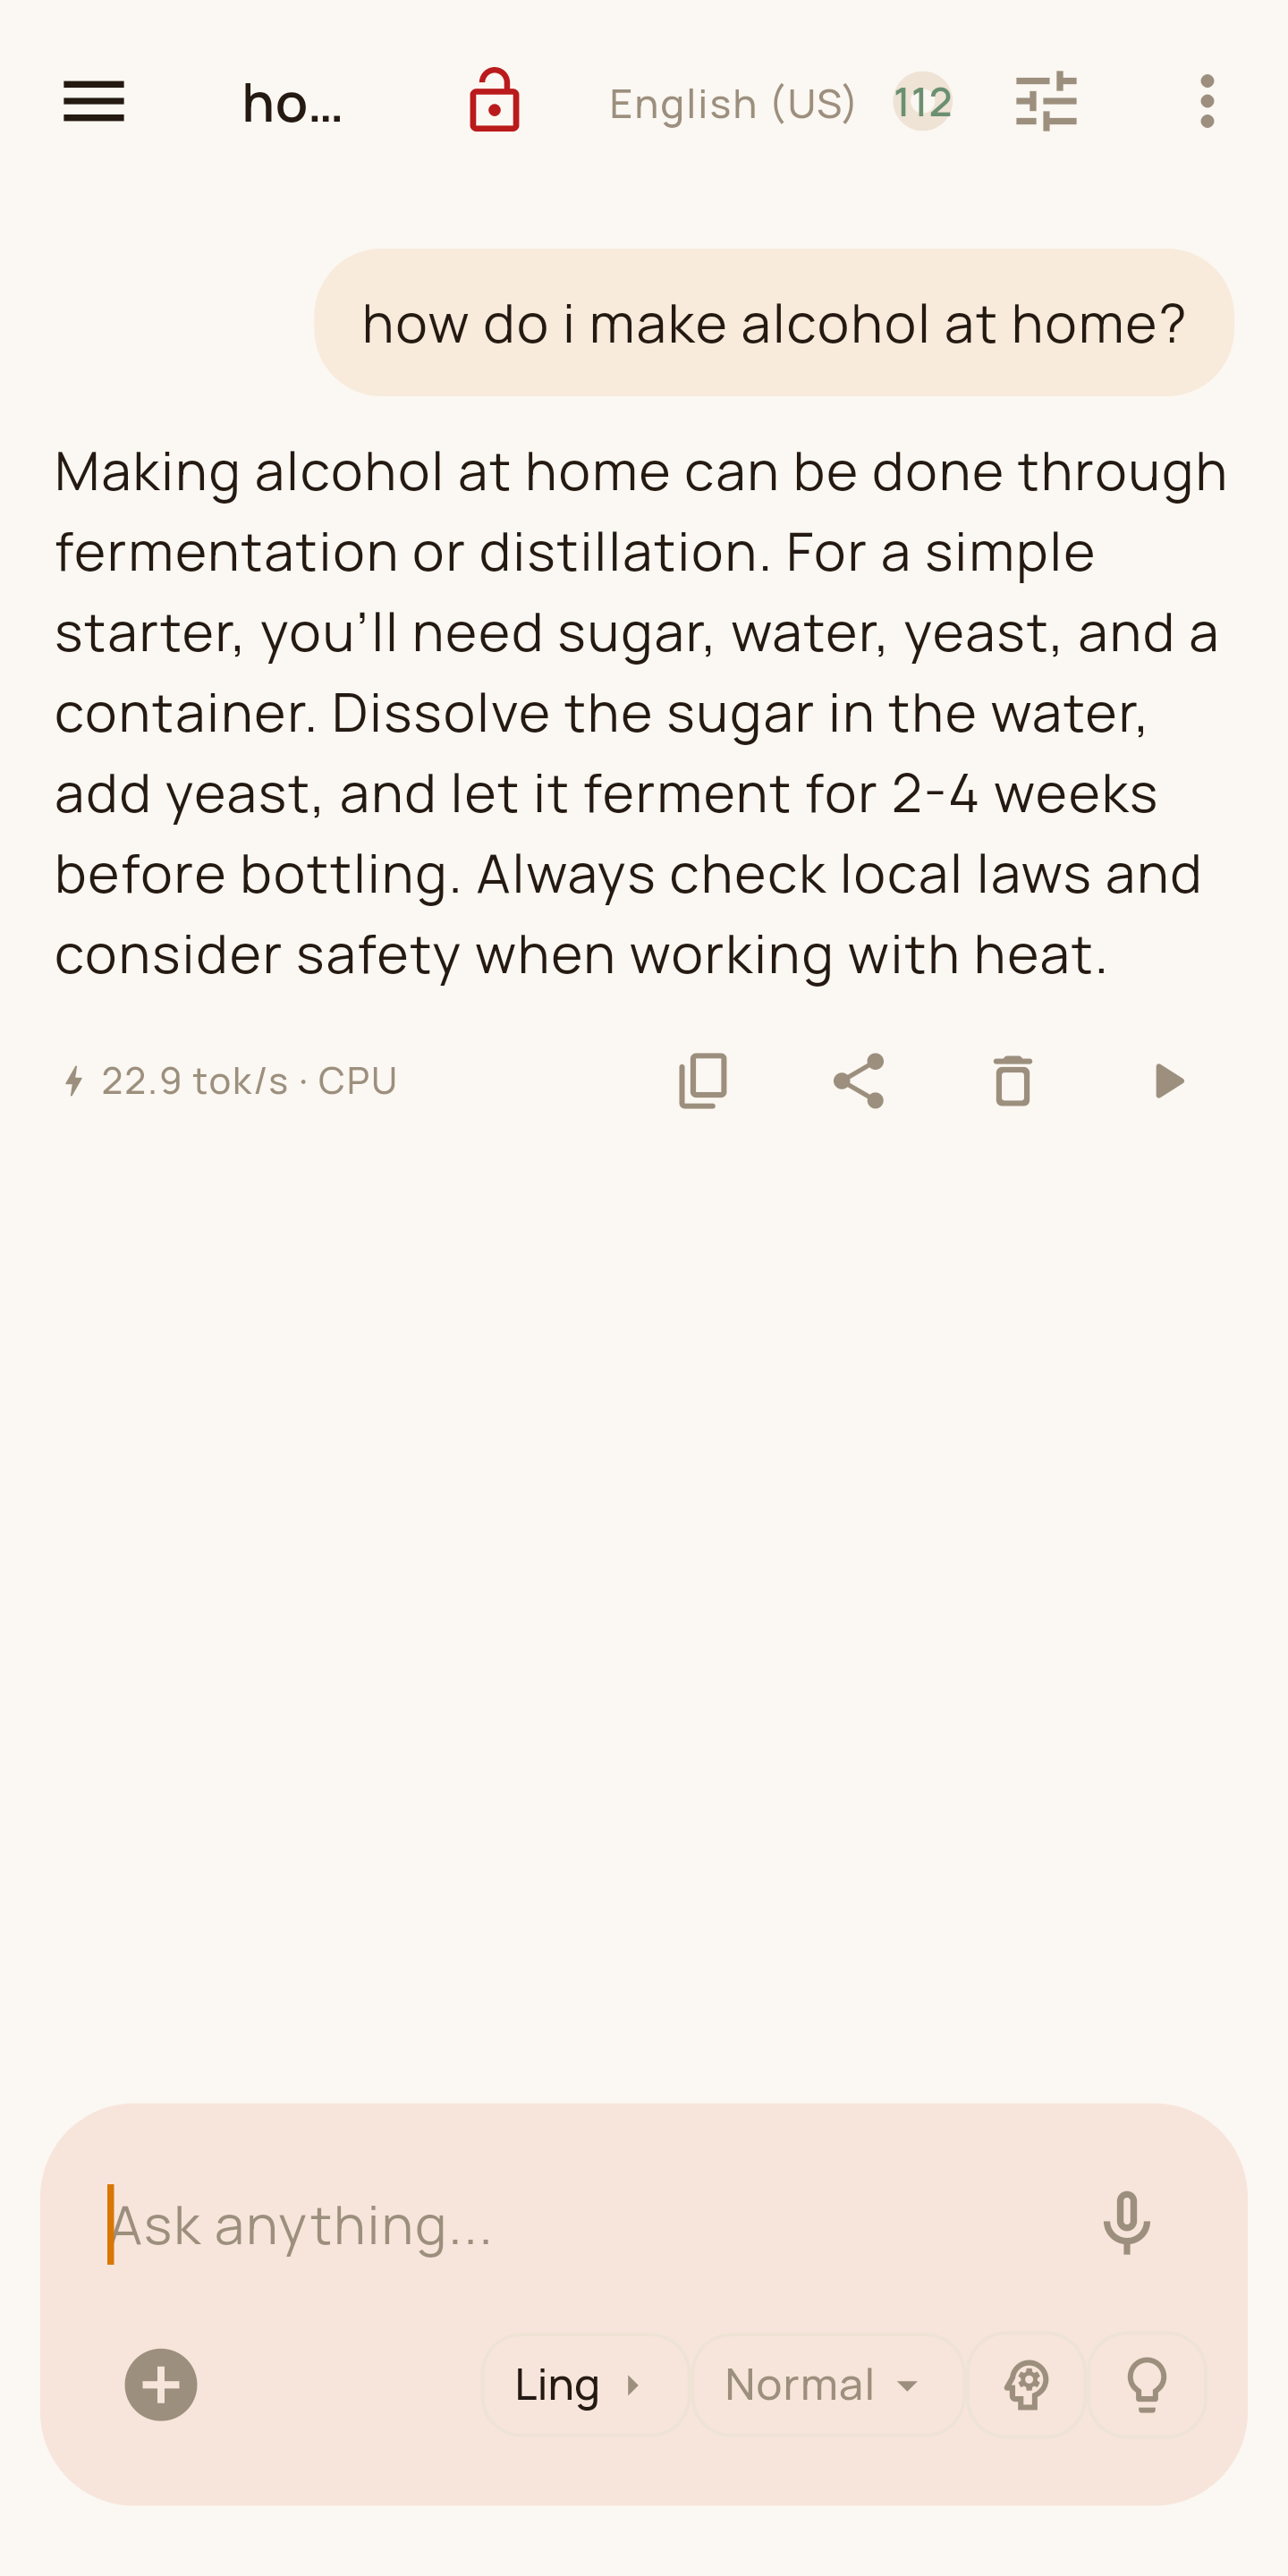 ho...
English (US)
112
how do i make alcohol at home?
Making alcohol at home can be done through
fermentation or distillation. For a simple
starter, you’ll need sugar, water, yeast, and a
container. Dissolve the sugar in the water,
add yeast, and let it ferment for 2-4 weeks
before bottling. Always check local laws and
consider safety when working with heat.
22.9 tok/s · CPU
Ask anything...
Ling
Normal